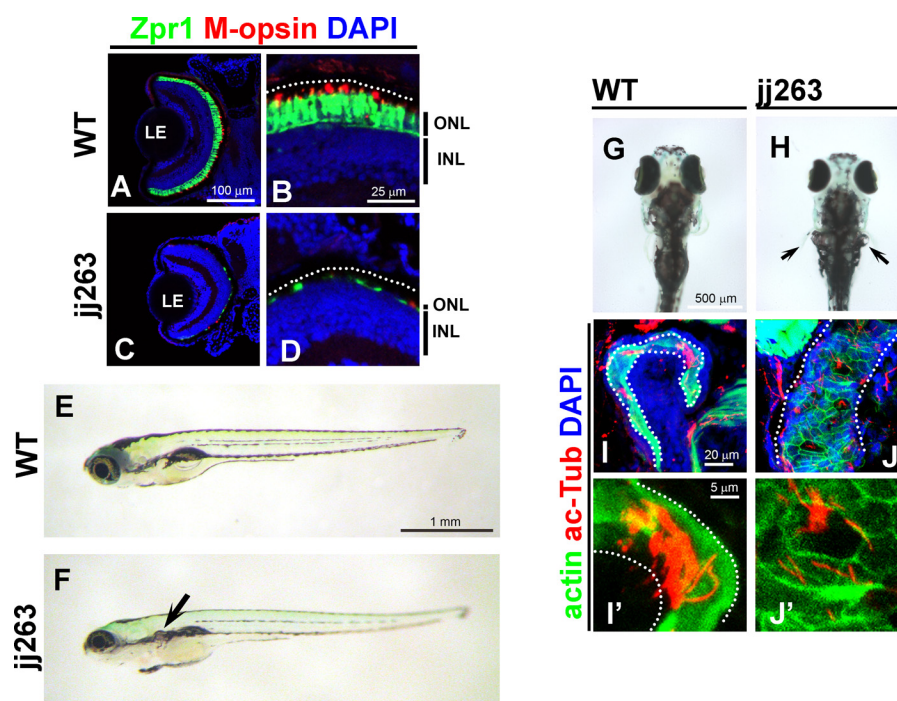 Zpr1 M-opsin DAPI
WT
LE
A
100 μm
B
ONL
INL
25 μm
jj263
LE
C
D
ONL
INL
WT
E
1 mm
jj263
F
WT
jj263
G
500 μm
H
actin ac-Tub DAPI
I
20 μm
J
I'
5 μm
J'